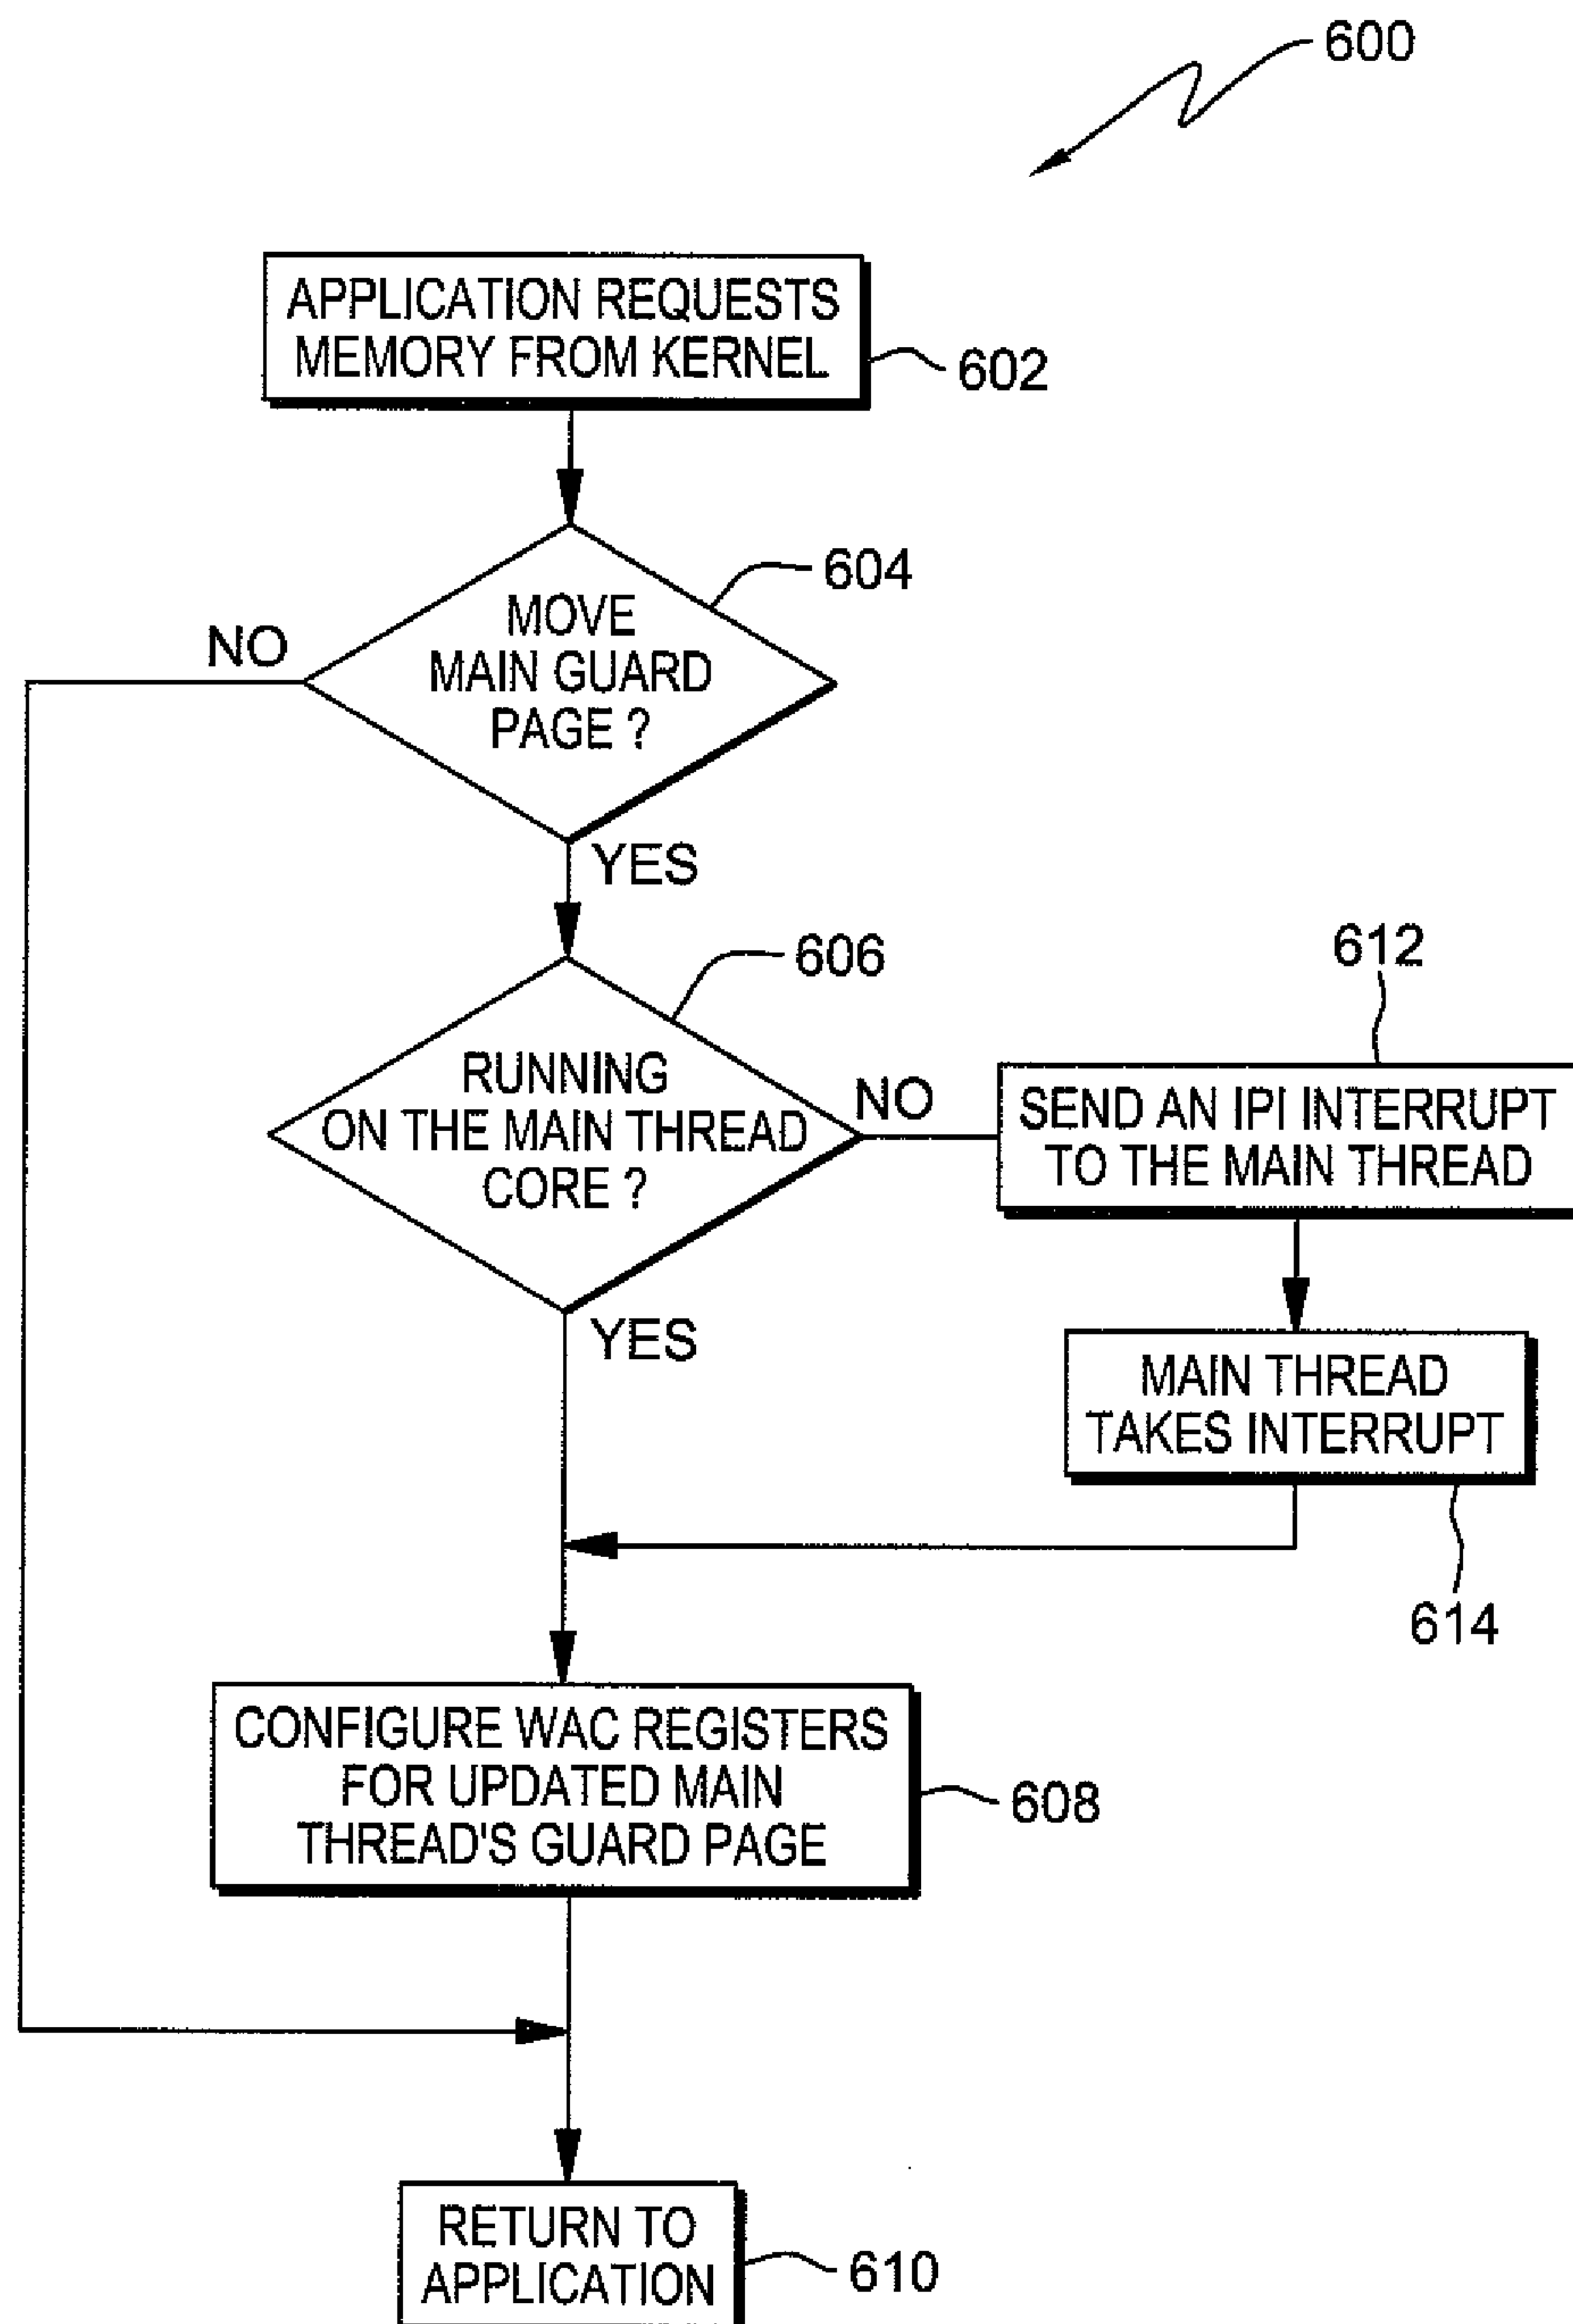 600
APPLICATION REQUESTS
MEMORY FROM KERNEL
602
604
MOVE
MAIN GUARD
PAGE ?
NO
YES
606
RUNNING
ON THE MAIN THREAD
CORE ?
NO
612
SEND AN IPI INTERRUPT
TO THE MAIN THREAD
YES
MAIN THREAD
TAKES INTERRUPT
614
CONFIGURE WAC REGISTERS
FOR UPDATED MAIN
THREAD'S GUARD PAGE
608
RETURN TO
APPLICATION
610